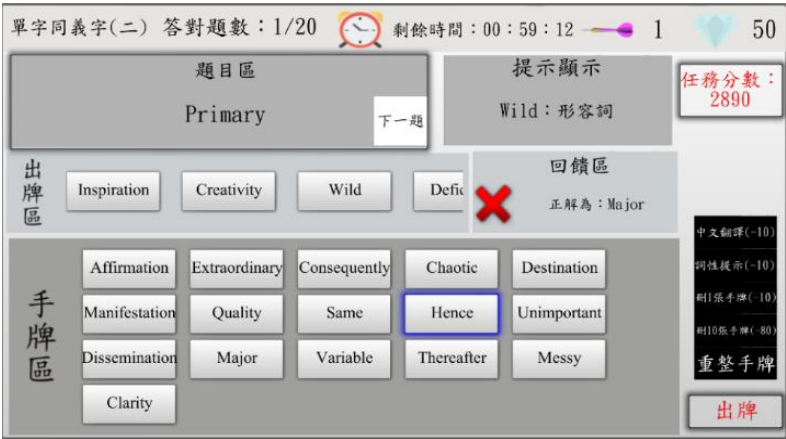 單字同義字(二) 答對題數：1/20 剩餘時間：00：59：12 1 50
題目區
Primary
下一題
提示顯示
Wild：形容詞
任務分數：
2890
出牌區
Inspiration Creativity Wild Defic
回饋區
正解為：Major
手牌區
Affirmation Extraordinary Consequently Chaotic Destination
Manifestation Quality Same Hence Unimportant
Dissemination Major Variable Thereafter Messy
Clarity
中文翻譯(-10)
詞性提示(-10)
刪1張手牌(-10)
刪10張手牌(-80)
重整手牌
出牌